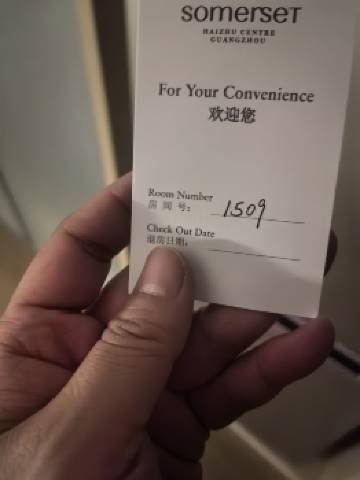 SOMERSET
HAIZHU CENTRE
GUANGZHOU
For Your Convenience
欢迎您
Room Number 1509
房间号：
Check Out Date
退房日期：